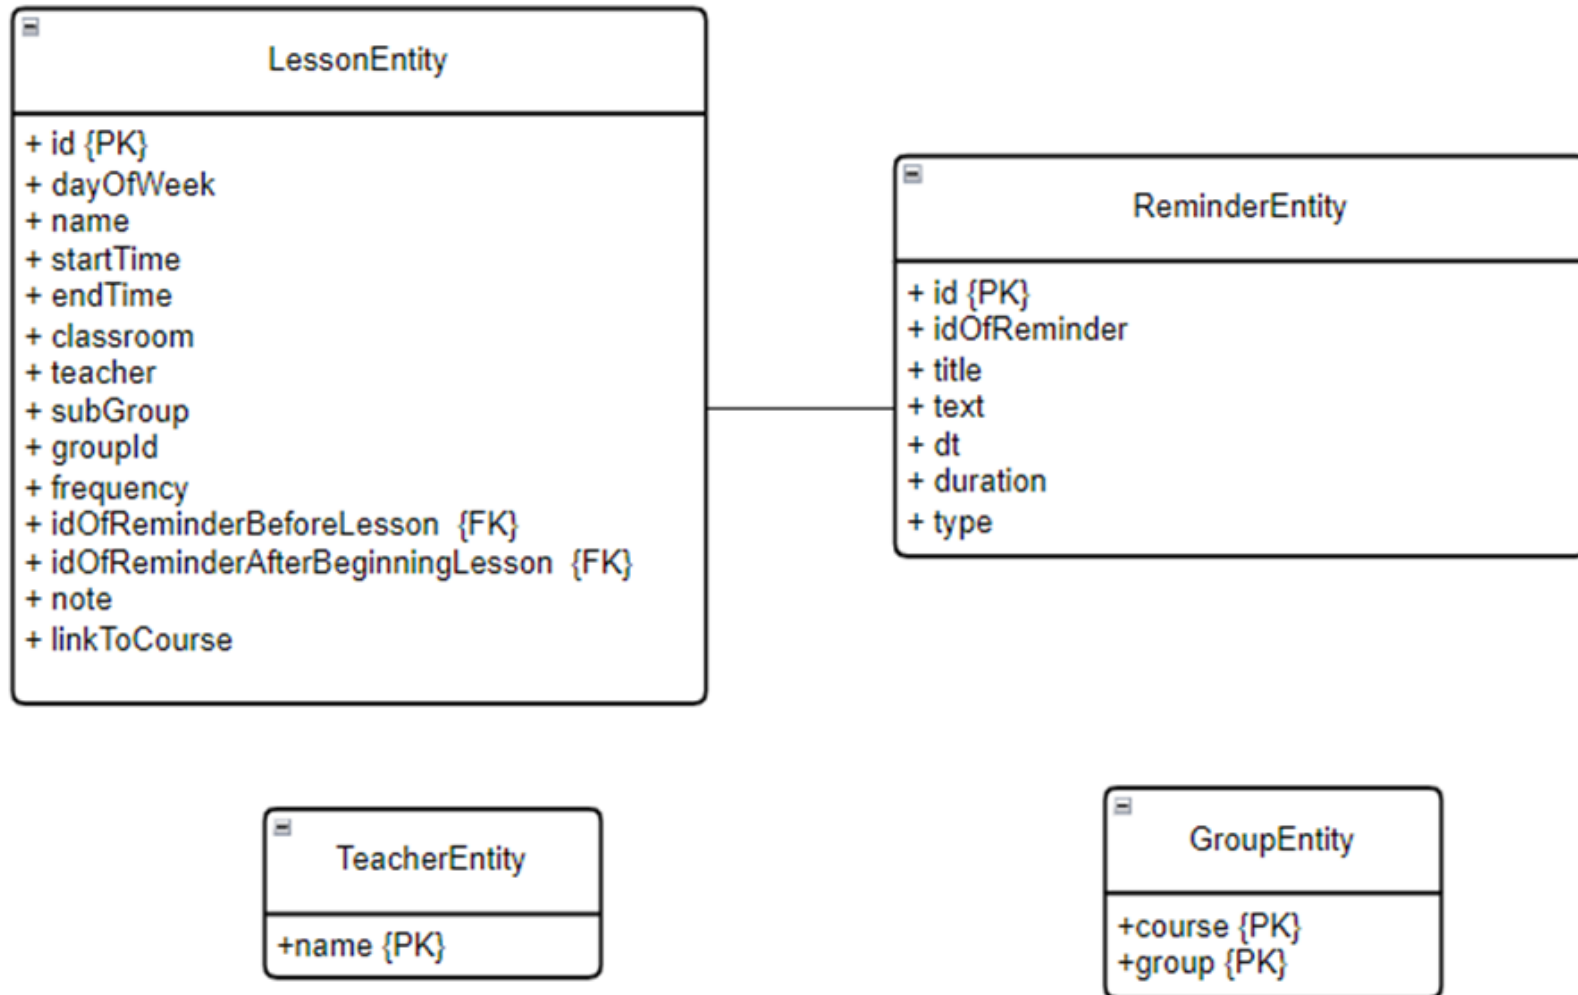 LessonEntity
+ id {PK}
+ dayOfWeek
+ name
+ startTime
+ endTime
+ classroom
+ teacher
+ subGroup
+ groupId
+ frequency
+ idOfReminderBeforeLesson {FK}
+ idOfReminderAfterBeginningLesson {FK}
+ note
+ linkToCourse
ReminderEntity
+ id {PK}
+ idOfReminder
+ title
+ text
+ dt
+ duration
+ type
TeacherEntity
+name {PK}
GroupEntity
+course {PK}
+group {PK}